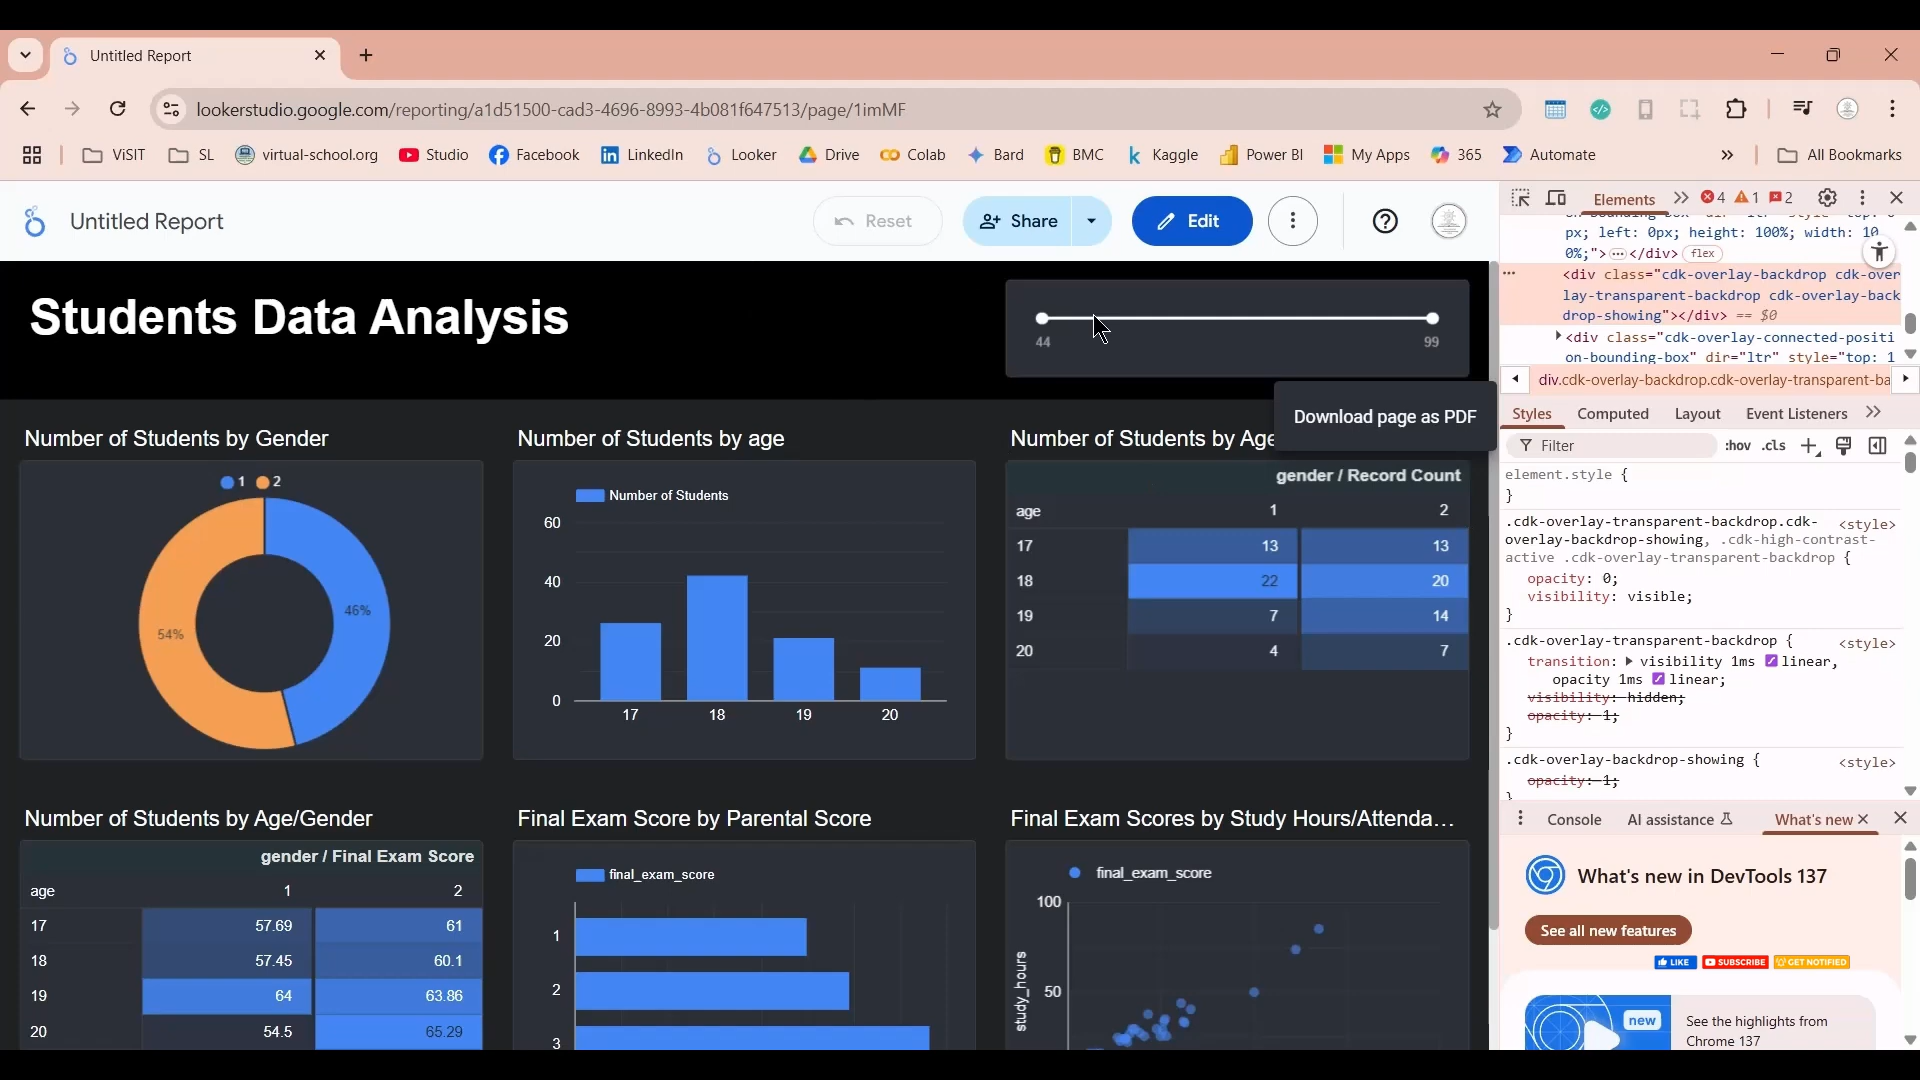 Untitled Report
lookerstudio.google.com/reporting/a1d51500-cad3-4696-8993-4b081f647513/page/1imMF
ViSIT SL virtual-school.org Studio Facebook LinkedIn Looker Drive Colab Bard BMC Kaggle Power BI My Apps 365 Automate All Bookmarks
Untitled Report
Reset
Share
Edit
Students Data Analysis
44 99
Download page as PDF
Number of Students by Gender
1 2
46%
54%
Number of Students by age
Number of Students
60
40
20
0
17 18 19 20
Number of Students by Age
gender / Record Count
age 1 2
17 13 13
18 22 20
19 7 14
20 4 7
Number of Students by Age/Gender
gender / Final Exam Score
age 1 2
17 57.69 61
18 57.45 60.1
19 64 63.86
20 54.5 65.29
Final Exam Score by Parental Score
final_exam_score
1
2
3
Final Exam Scores by Study Hours/Attenda...
final_exam_score
100
50
study_hours
Elements 4 1 2
px; left: 0px; height: 100%; width: 10
0%;"> </div> flex
<div class="cdk-overlay-backdrop cdk-over
lay-transparent-backdrop cdk-overlay-back
drop-showing"></div> == $0
<div class="cdk-overlay-connected-positi
on-bounding-box" dir="ltr" style="top: 1
div.cdk-overlay-backdrop.cdk-overlay-transparent-ba
Styles Computed Layout Event Listeners
Filter :hov .cls
element.style {
}
.cdk-overlay-transparent-backdrop.cdk- <style>
overlay-backdrop-showing, .cdk-high-contrast-
active .cdk-overlay-transparent-backdrop {
opacity: 0;
visibility: visible;
}
.cdk-overlay-transparent-backdrop { <style>
transition: visibility 1ms linear,
opacity 1ms linear;
visibility: hidden;
opacity: 1;
}
.cdk-overlay-backdrop-showing { <style>
opacity: 1;
Console AI assistance What's new
What's new in DevTools 137
See all new features
LIKE SUBSCRIBE GET NOTIFIED
new
See the highlights from
Chrome 137